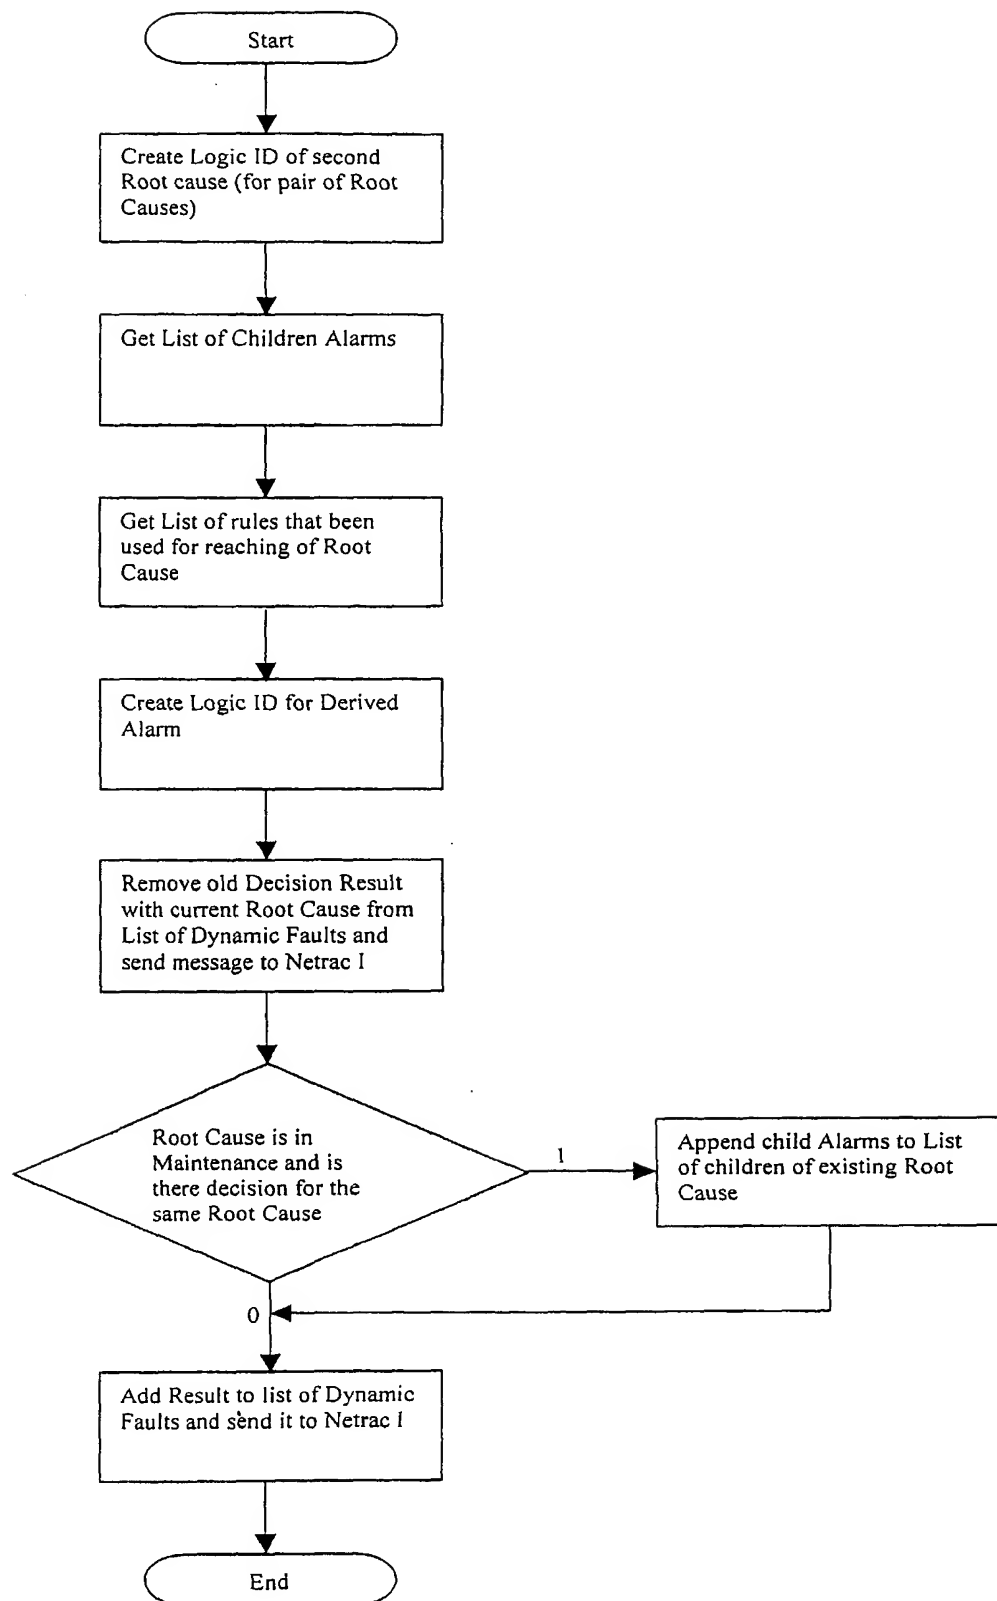 Start
Create Logic ID of second
Root cause (for pair of Root
Causes)
Get List of Children Alarms
Get List of rules that been
used for reaching of Root
Cause
Create Logic ID for Derived
Alarm
Remove old Decision Result
with current Root Cause from
List of Dynamic Faults and
send message to Netrac I
Root Cause is in
Maintenance and is
there decision for the
same Root Cause
1
Append child Alarms to List
of children of existing Root
Cause
0
Add Result to list of Dynamic
Faults and send it to Netrac I
End